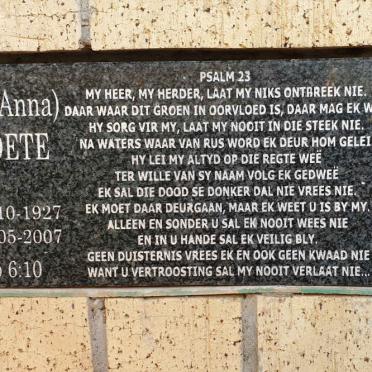 PSALM 23
MY HEER, MY HERDER, LAAT MY NIKS ONTBREEK NIE.
DAAR WAAR DIT GROEN IN OORVLOED IS, DAAR MAG EK W
HY SORG VIR MY, LAAT MY NOOIT IN DIE STEEK NIE.
NA WATERS WAAR VAN RUS WORD EK DEUR HOM GELEI
HY LEI MY ALTYD OP DIE REGTE WEË
TER WILLE VAN SY NAAM VOLG EK GEDWEË
EK SAL DIE DOOD SE DONKER DAL NIE VREES NIE.
EK MOET DAAR DEURGAAN, MAAR EK WEET U IS BY MY.
ALLEEN EN SONDER U SAL EK NOOIT WEES NIE
EN IN U HANDE SAL EK VEILIG BLY.
GEEN DUISTERNIS VREES EK EN OOK GEEN KWAAD NIE
WANT U VERTROOSTING SAL MY NOOIT VERLAAT NIE...
Anna)
OETE
10-1927
05-2007
6:10